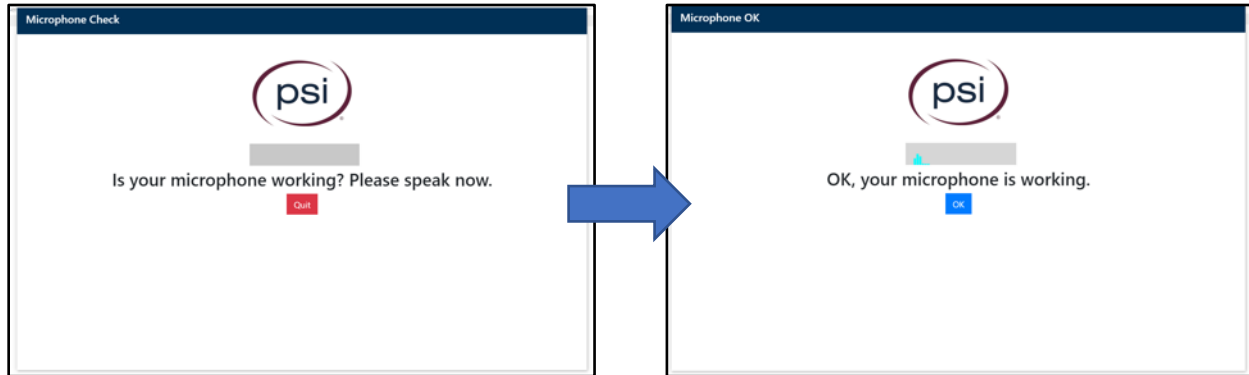 Microphone Check
psi
Is your microphone working? Please speak now.
Quit
Microphone OK
psi
OK, your microphone is working.
OK